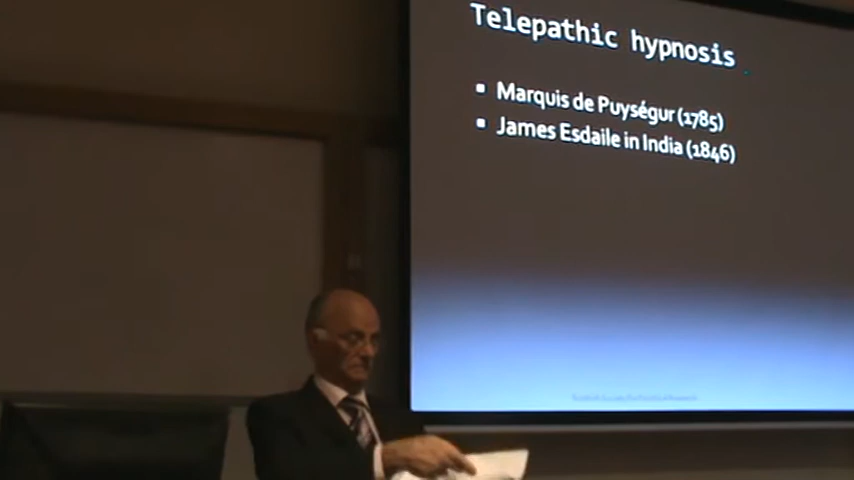 Telepathic hypnosis
▪ Marquis de Puységur (1785)
▪ James Esdaile in India (1846)